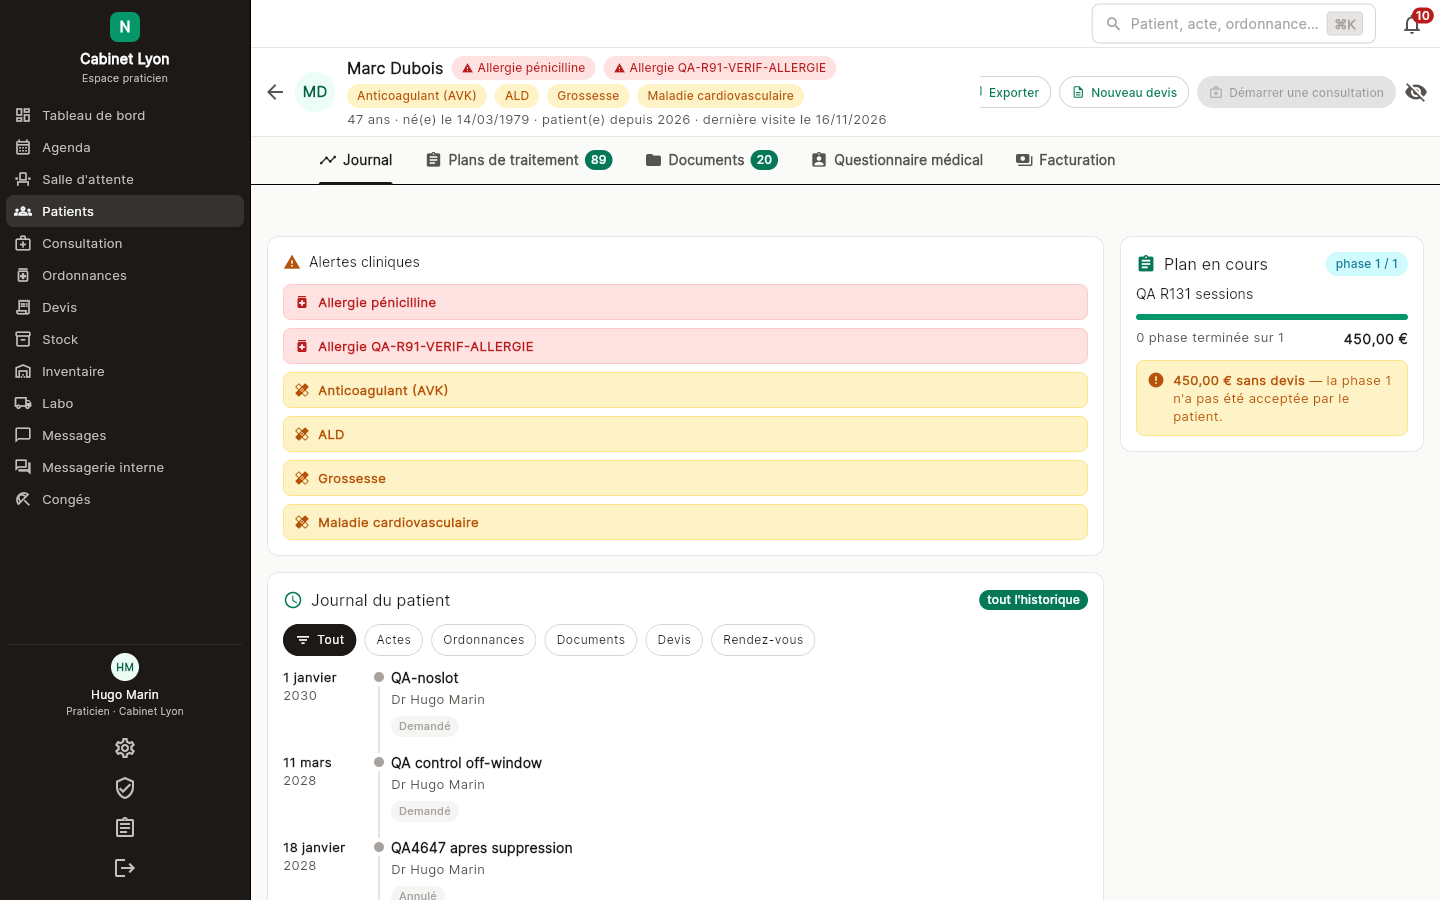 N
Cabinet Lyon
Espace praticien
Tableau de bord
Agenda
Salle d'attente
Patients
Consultation
Ordonnances
Devis
Stock
Inventaire
Labo
Messages
Messagerie interne
Congés
HM
Hugo Marin
Praticien · Cabinet Lyon
Patient, acte, ordonnance... ⌘K
10
MD
Marc Dubois Allergie pénicilline Allergie QA-R91-VERIF-ALLERGIE
Anticoagulant (AVK) ALD Grossesse Maladie cardiovasculaire
47 ans · né(e) le 14/03/1979 · patient(e) depuis 2026 · dernière visite le 16/11/2026
Exporter Nouveau devis Démarrer une consultation
Journal Plans de traitement 89 Documents 20 Questionnaire médical Facturation
Alertes cliniques
Allergie pénicilline
Allergie QA-R91-VERIF-ALLERGIE
Anticoagulant (AVK)
ALD
Grossesse
Maladie cardiovasculaire
Plan en cours phase 1 / 1
QA R131 sessions
0 phase terminée sur 1 450,00 €
450,00 € sans devis — la phase 1
n'a pas été acceptée par le
patient.
Journal du patient tout l'historique
Tout Actes Ordonnances Documents Devis Rendez-vous
1 janvier
2030
QA-noslot
Dr Hugo Marin
Demandé
11 mars
2028
QA control off-window
Dr Hugo Marin
Demandé
18 janvier
2028
QA4647 apres suppression
Dr Hugo Marin
Annulé